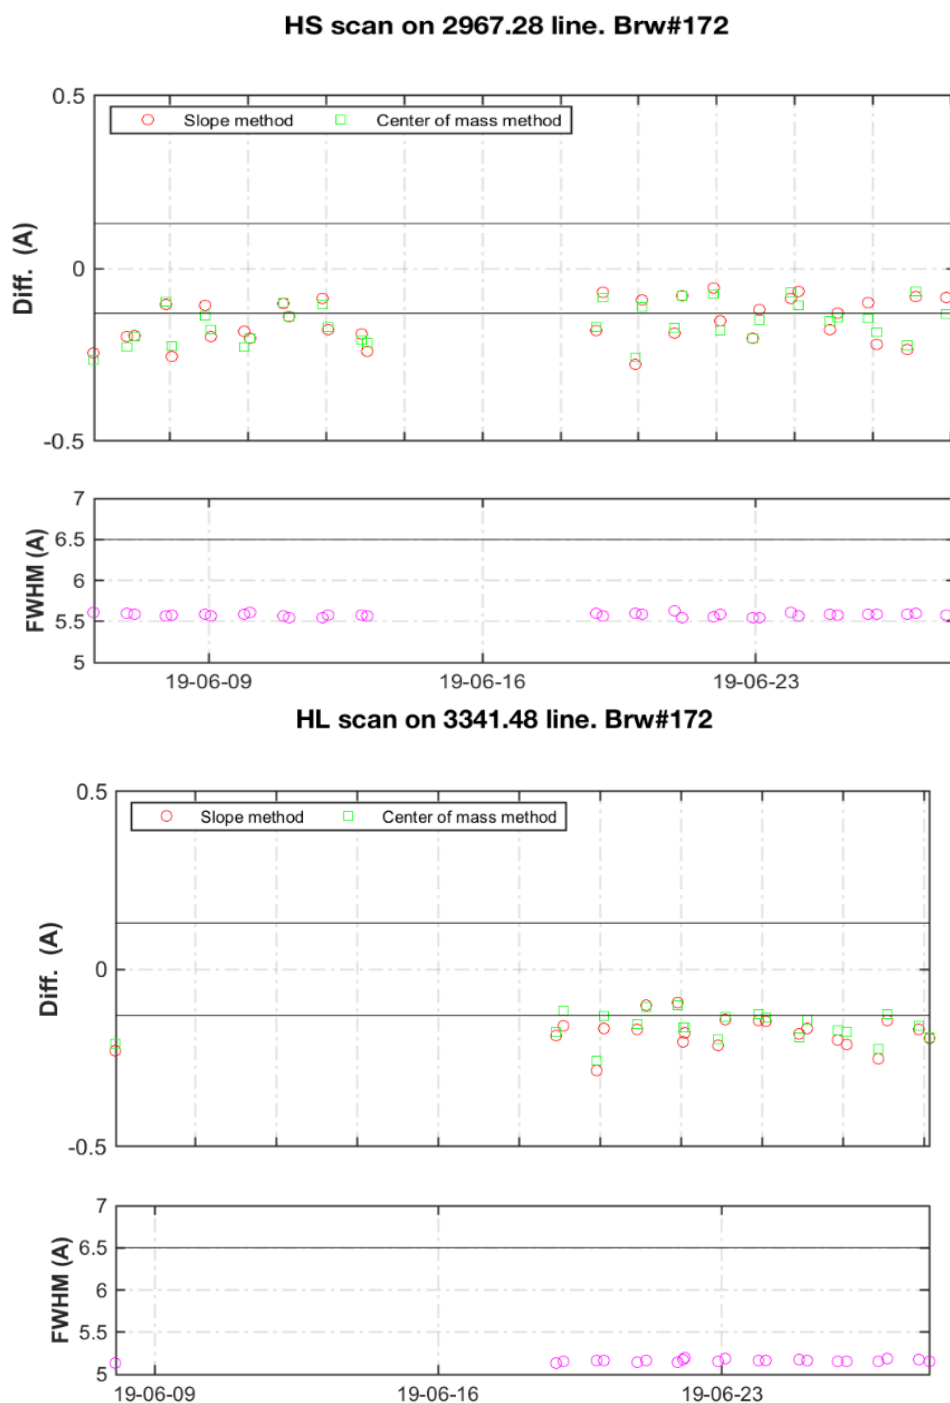 HS scan on 2967.28 line. Brw#172
0.5
Slope method
Center of mass method
Diff. (A)
0
-0.5
7
6.5
FWHM (A)
6
5.5
5
19-06-09
19-06-16
19-06-23
HL scan on 3341.48 line. Brw#172
0.5
Slope method
Center of mass method
Diff. (A)
0
-0.5
7
6.5
FWHM (A)
6
5.5
5
19-06-09
19-06-16
19-06-23